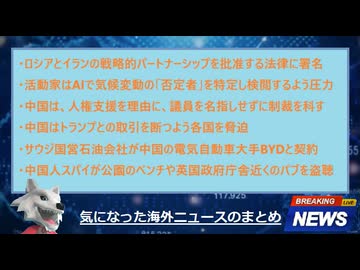 ・ロシアとイランの戦略的パートナーシップを批准する法律に署名
・活動家はAIで気候変動の「否定者」を特定し検閲するよう圧力
・中国は、人権支援を理由に、議員を名指しせずに制裁を科す
・中国はトランプとの取引を断つよう各国を脅迫
・サウジ国営石油会社が中国の電気自動車大手BYDと契約
・中国人スパイが公園のベンチや英国政府庁舎近くのパブを盗聴
気になった海外ニュースのまとめ
BREAKING LIVE
NEWS